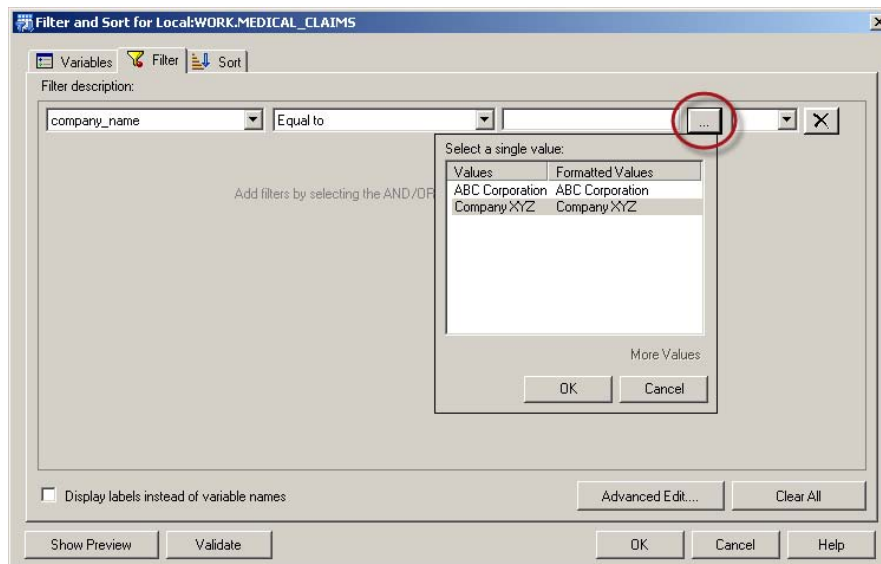 Filter and Sort for Local:WORK.MEDICAL_CLAIMS
Variables Filter Sort
Filter description:
company_name Equal to ...
Select a single value:
Values Formatted Values
ABC Corporation ABC Corporation
Company XYZ Company XYZ
Add filters by selecting the AND/OR
More Values
OK Cancel
Display labels instead of variable names
Advanced Edit.... Clear All
Show Preview Validate OK Cancel Help